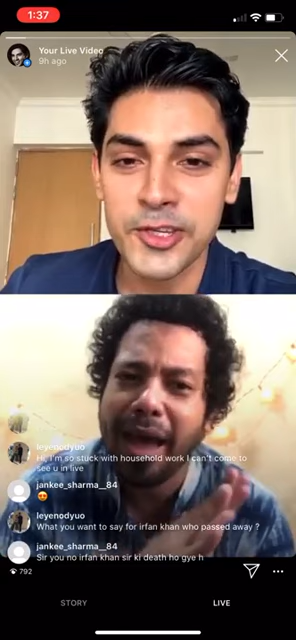 1:37
Your Live Video
9h ago
leyenodyuo
Hi, I'm so stuck with household work I can't come to
see u in live
jankee_sharma__84
leyenodyuo
What you want to say for irfan khan who passed away ?
jankee_sharma__84
Sir you no irfan khan sir ki death ho gye h
792
STORY
LIVE